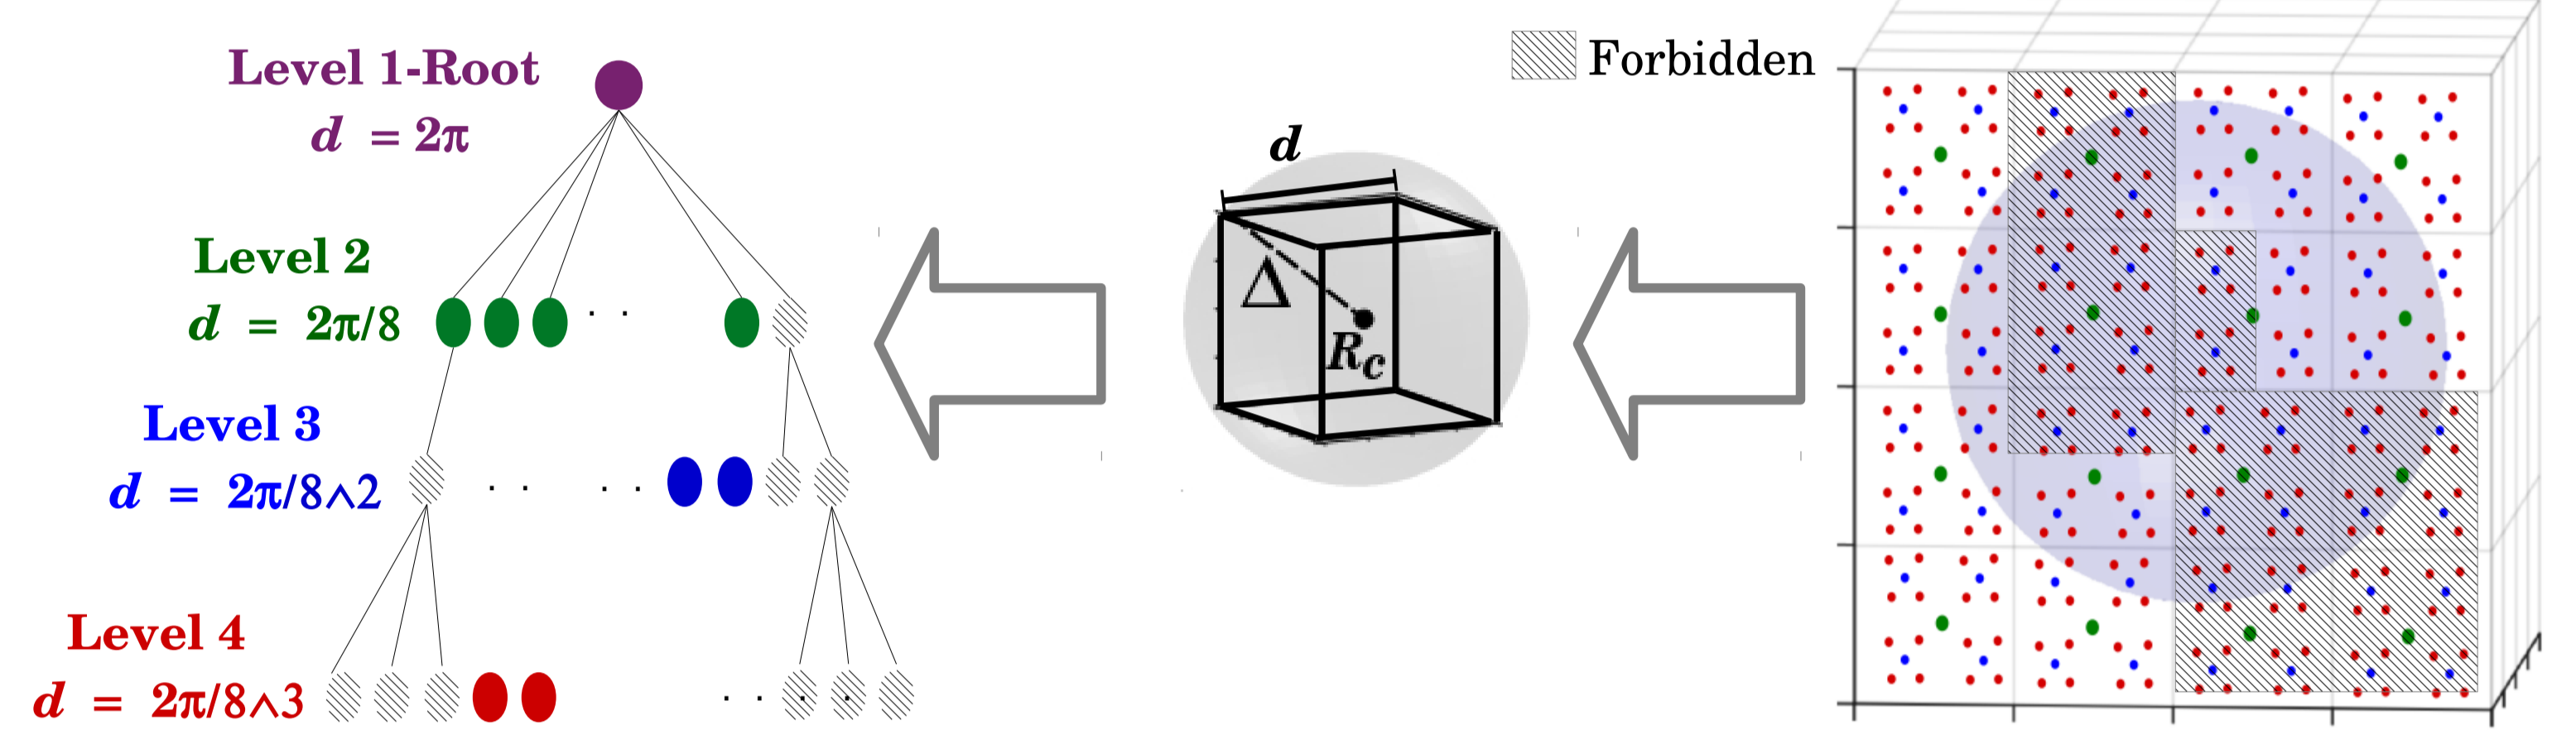 Level 1-Root
d = 2π
Level 2
d = 2π/8
Level 3
d = 2π/8∧2
Level 4
d = 2π/8∧3
d
Δ
Rc
Forbidden